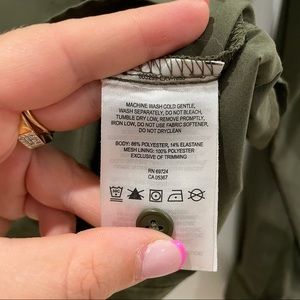 MACHINE WASH COLD GENTLE,
WASH SEPARATELY, DO NOT BLEACH,
TUMBLE DRY LOW, REMOVE PROMPTLY,
IRON LOW, DO NOT USE FABRIC SOFTENER,
DO NOT DRYCLEAN
BODY: 86% POLYESTER, 14% ELASTANE
MESH LINING: 100% POLYESTER
EXCLUSIVE OF TRIMMING
RN 69724
CA 05367